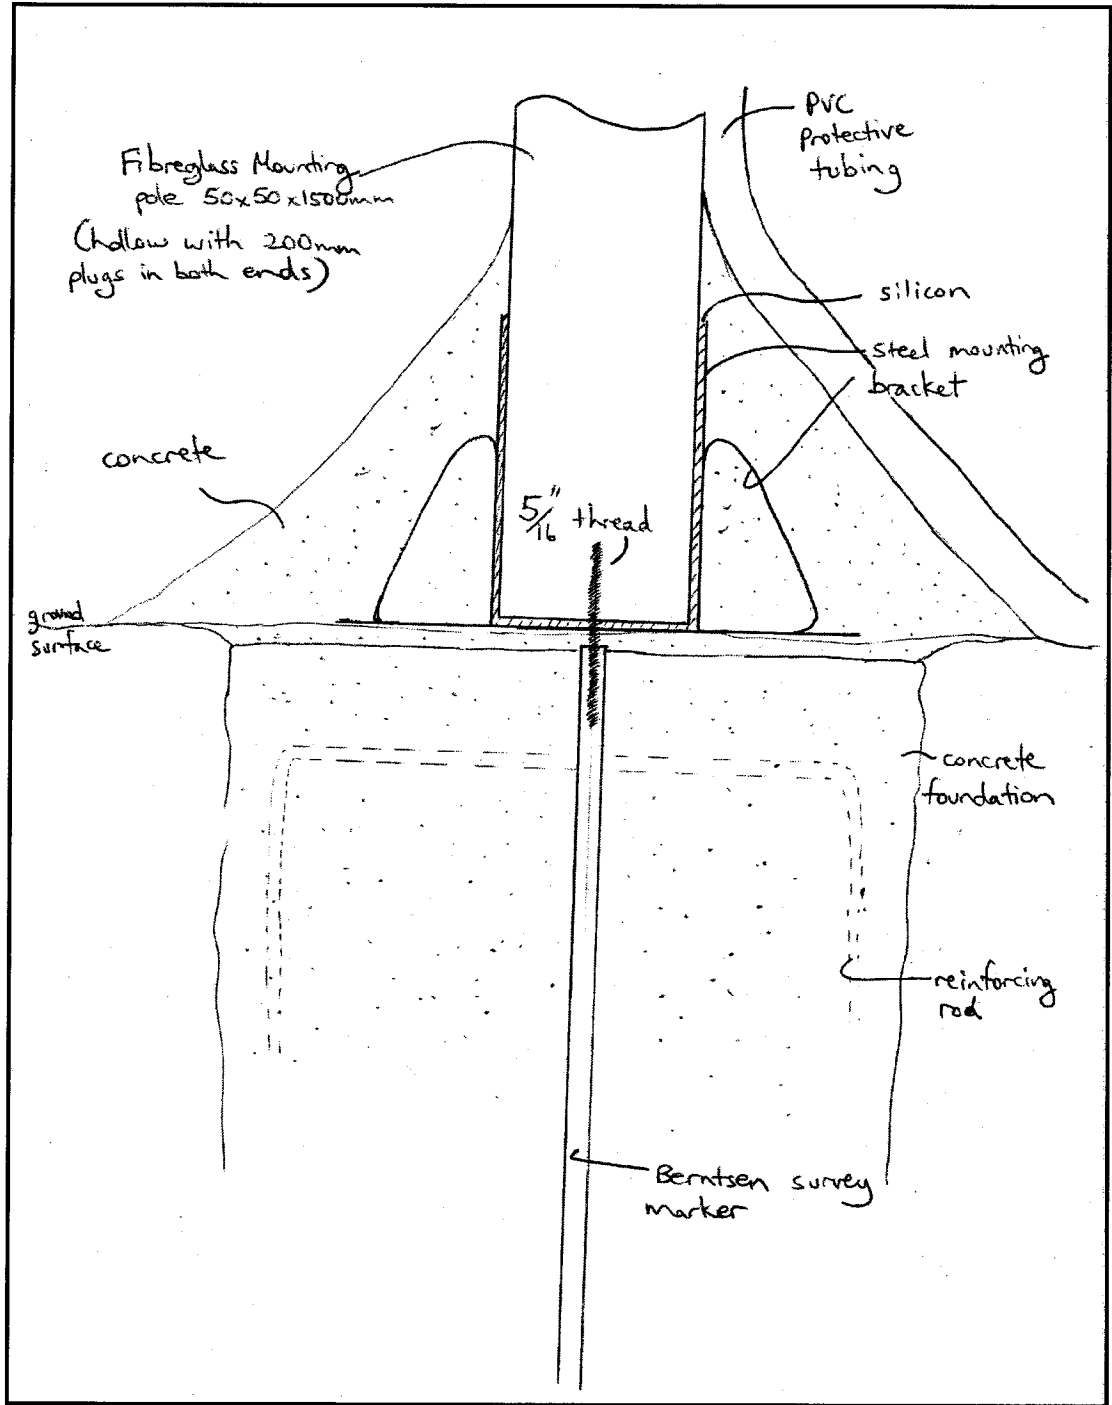 PVC
Protective
tubing
Fibreglass Mounting
pole 50x50x1500mm
(hollow with 200mm
plugs in both ends)
silicon
steel mounting
bracket
concrete
5/16" thread
ground
surface
concrete
foundation
reinforcing
rod
Berntsen survey
marker